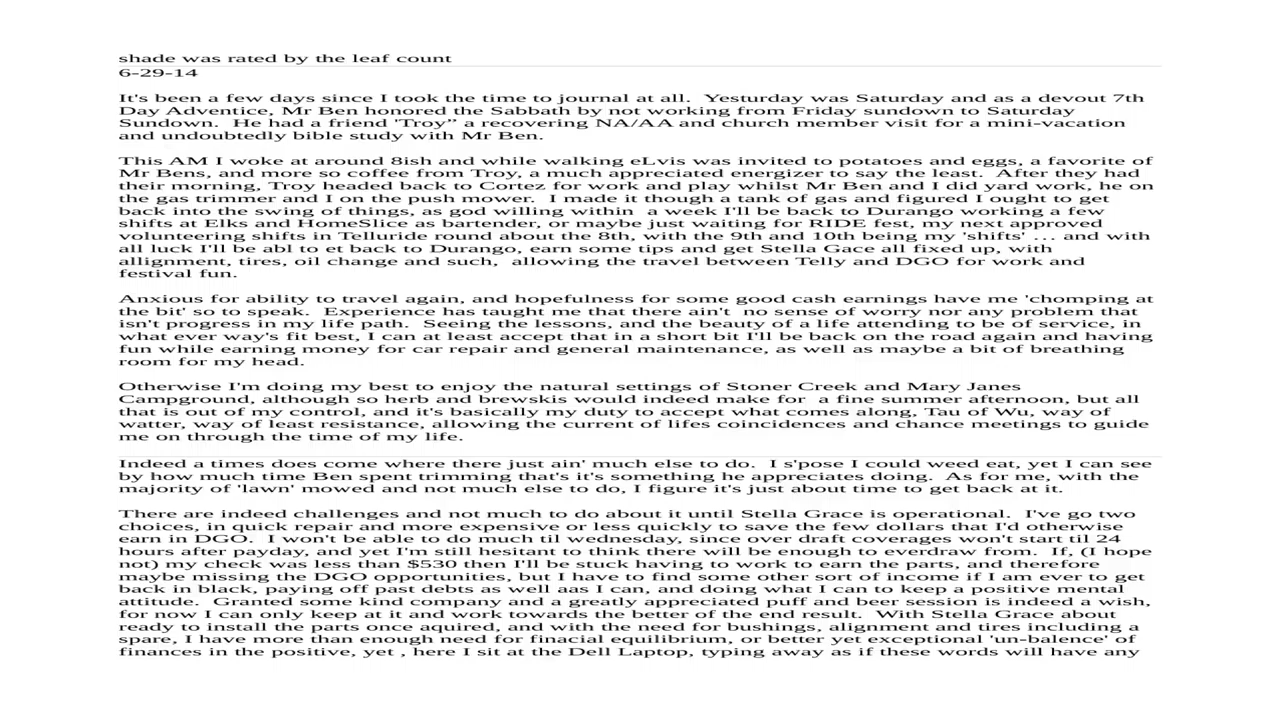 shade was rated by the leaf count
6-29-14
It's been a few days since I took the time to journal at all.  Yesturday was Saturday and as a devout 7th
Day Adventice, Mr Ben honored the Sabbath by not working from Friday sundown to Saturday
Sundown.  He had a friend 'Troy” a recovering NA/AA and church member visit for a mini-vacation
and undoubtedly bible study with Mr Ben.
This AM I woke at around 8ish and while walking eLvis was invited to potatoes and eggs, a favorite of
Mr Bens, and more so coffee from Troy, a much appreciated energizer to say the least.  After they had
their morning, Troy headed back to Cortez for work and play whilst Mr Ben and I did yard work, he on
the gas trimmer and I on the push mower.  I made it though a tank of gas and figured I ought to get
back into the swing of things, as god willing within  a week I'll be back to Durango working a few
shifts at Elks and HomeSlice as bartender, or maybe just waiting for RIDE fest, my next approved
volunteering shifts in Telluride round about the 8th, with the 9th and 10th being my 'shifts' … and with
all luck I'll be abl to et back to Durango, earn some tips and get Stella Gace all fixed up, with
allignment, tires, oil change and such,  allowing the travel between Telly and DGO for work and
festival fun.
Anxious for ability to travel again, and hopefulness for some good cash earnings have me 'chomping at
the bit' so to speak.  Experience has taught me that there ain't  no sense of worry nor any problem that
isn't progress in my life path.  Seeing the lessons, and the beauty of a life attending to be of service, in
what ever way's fit best, I can at least accept that in a short bit I'll be back on the road again and having
fun while earning money for car repair and general maintenance, as well as maybe a bit of breathing
room for my head.
Otherwise I'm doing my best to enjoy the natural settings of Stoner Creek and Mary Janes
Campground, although so herb and brewskis would indeed make for  a fine summer afternoon, but all
that is out of my control, and it's basically my duty to accept what comes along, Tau of Wu, way of
watter, way of least resistance, allowing the current of lifes coincidences and chance meetings to guide
me on through the time of my life.
Indeed a times does come where there just ain' much else to do.  I s'pose I could weed eat, yet I can see
by how much time Ben spent trimming that's it's something he appreciates doing.  As for me, with the
majority of 'lawn' mowed and not much else to do, I figure it's just about time to get back at it.
There are indeed challenges and not much to do about it until Stella Grace is operational.  I've go two
choices, in quick repair and more expensive or less quickly to save the few dollars that I'd otherwise
earn in DGO.  I won't be able to do much til wednesday, since over draft coverages won't start til 24
hours after payday, and yet I'm still hesitant to think there will be enough to everdraw from.  If, (I hope
not) my check was less than $530 then I'll be stuck having to work to earn the parts, and therefore
maybe missing the DGO opportunities, but I have to find some other sort of income if I am ever to get
back in black, paying off past debts as well aas I can, and doing what I can to keep a positive mental
attitude.  Granted some kind company and a greatly appreciated puff and beer session is indeed a wish,
for now I can only keep at it and work towards the better of the end result.  With Stella Grace about
ready to install the parts once aquired, and with the need for bushings, alignment and tires including a
spare, I have more than enough need for finacial equilibrium, or better yet exceptional 'un-balence' of
finances in the positive, yet , here I sit at the Dell Laptop, typing away as if these words will have any